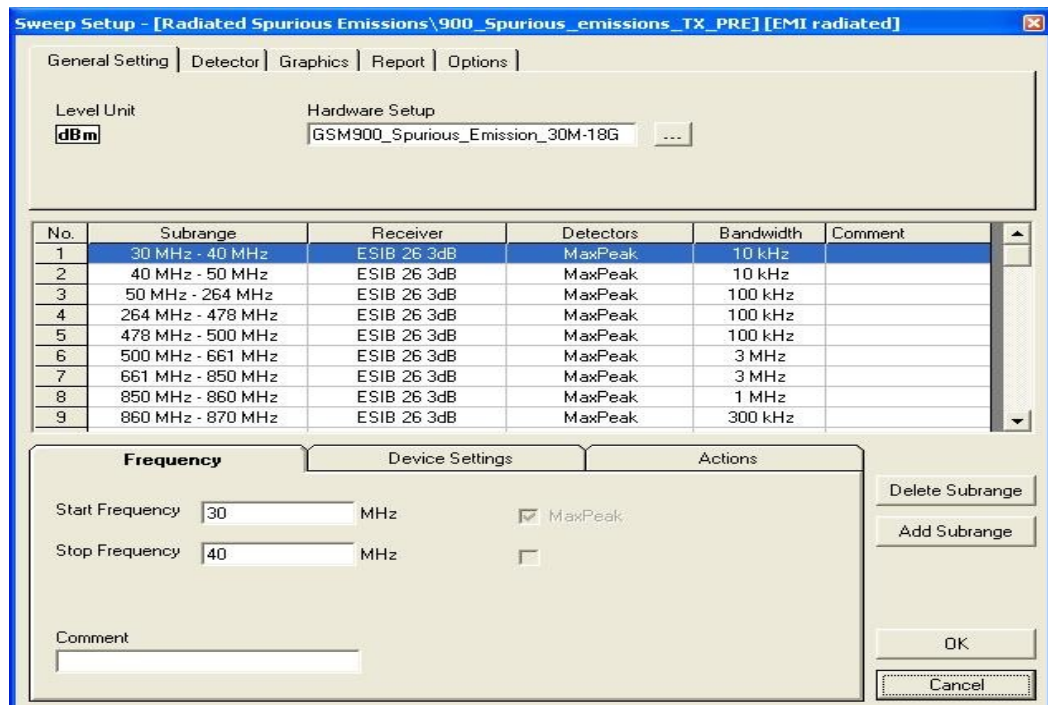 Sweep Setup - [Radiated Spurious Emissions\900_Spurious_emissions_TX_PRE] [EMI radiated]
General Setting Detector Graphics Report Options
Level Unit Hardware Setup
dBm GSM900_Spurious_Emission_30M-18G ...
No. Subrange Receiver Detectors Bandwidth Comment
1 30 MHz - 40 MHz ESIB 26 3dB MaxPeak 10 kHz
2 40 MHz - 50 MHz ESIB 26 3dB MaxPeak 10 kHz
3 50 MHz - 264 MHz ESIB 26 3dB MaxPeak 100 kHz
4 264 MHz - 478 MHz ESIB 26 3dB MaxPeak 100 kHz
5 478 MHz - 500 MHz ESIB 26 3dB MaxPeak 100 kHz
6 500 MHz - 661 MHz ESIB 26 3dB MaxPeak 3 MHz
7 661 MHz - 850 MHz ESIB 26 3dB MaxPeak 3 MHz
8 850 MHz - 860 MHz ESIB 26 3dB MaxPeak 1 MHz
9 860 MHz - 870 MHz ESIB 26 3dB MaxPeak 300 kHz
Frequency Device Settings Actions
Start Frequency 30 MHz MaxPeak
Stop Frequency 40 MHz
Comment
Delete Subrange
Add Subrange
OK
Cancel